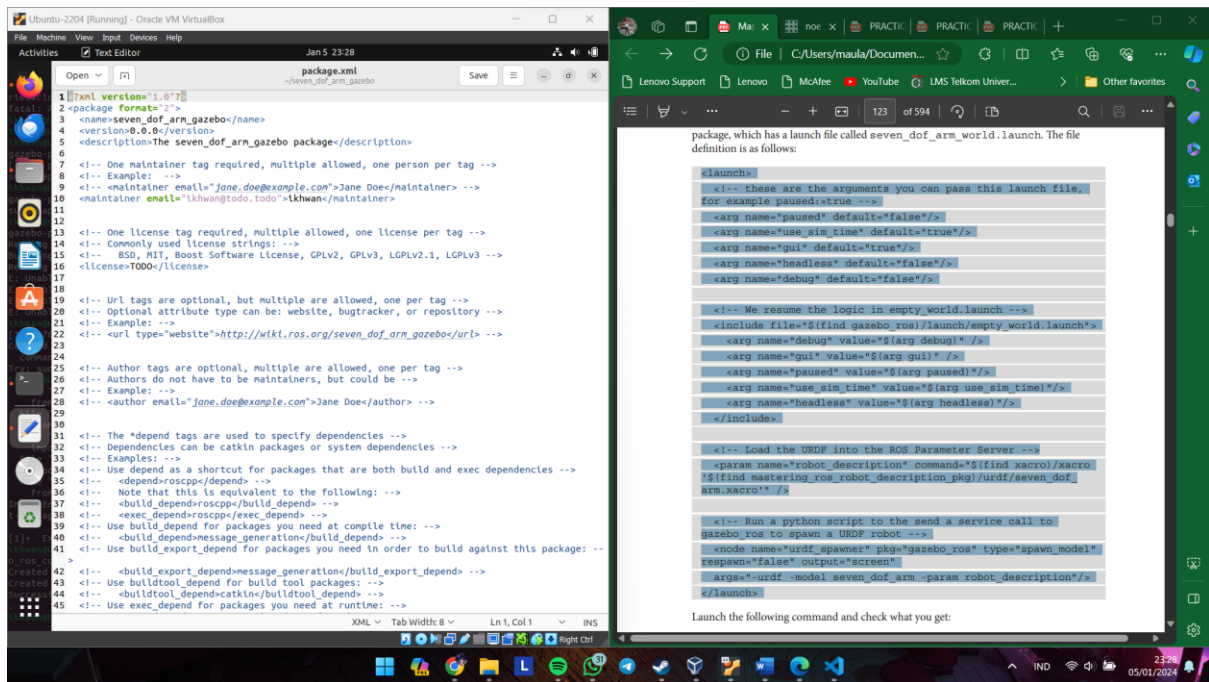 Ubuntu-2204 [Running] - Oracle VM VirtualBox
File Machine View Input Devices Help
Activities Text Editor Jan 5 23:28
Open package.xml Save
~/seven_dof_arm_gazebo
1 <?xml version="1.0"?>
2 <package format="2">
3 <name>seven_dof_arm_gazebo</name>
4 <version>0.0.0</version>
5 <description>The seven_dof_arm_gazebo package</description>
6
7 <!-- One maintainer tag required, multiple allowed, one person per tag -->
8 <!-- Example: -->
9 <!-- <maintainer email="jane.doe@example.com">Jane Doe</maintainer> -->
10 <maintainer email="ikhwan@todo.todo">ikhwan</maintainer>
11
12
13 <!-- One license tag required, multiple allowed, one license per tag -->
14 <!-- Commonly used license strings: -->
15 <!-- BSD, MIT, Boost Software License, GPLv2, GPLv3, LGPLv2.1, LGPLv3 -->
16 <license>TODO</license>
17
18
19 <!-- Url tags are optional, but multiple are allowed, one per tag -->
20 <!-- Optional attribute type can be: website, bugtracker, or repository -->
21 <!-- Example: -->
22 <!-- <url type="website">http://wiki.ros.org/seven_dof_arm_gazebo</url> -->
23
24
25 <!-- Author tags are optional, multiple are allowed, one per tag -->
26 <!-- Authors do not have to be maintainers, but could be -->
27 <!-- Example: -->
28 <!-- <author email="jane.doe@example.com">Jane Doe</author> -->
29
30
31 <!-- The *depend tags are used to specify dependencies -->
32 <!-- Dependencies can be catkin packages or system dependencies -->
33 <!-- Examples: -->
34 <!-- Use depend as a shortcut for packages that are both build and exec dependencies -->
35 <!-- <depend>roscpp</depend> -->
36 <!-- Note that this is equivalent to the following: -->
37 <!-- <build_depend>roscpp</build_depend> -->
38 <!-- <exec_depend>roscpp</exec_depend> -->
39 <!-- Use build_depend for packages you need at compile time: -->
40 <!-- <build_depend>message_generation</build_depend> -->
41 <!-- Use build_export_depend for packages you need in order to build against this package: --
>
42 <!-- <build_export_depend>message_generation</build_export_depend> -->
43 <!-- Use buildtool_depend for build tool packages: -->
44 <!-- <buildtool_depend>catkin</buildtool_depend> -->
45 <!-- Use exec_depend for packages you need at runtime: -->
XML Tab Width: 8 Ln 1, Col 1 INS
Right Ctrl
Mas noe PRACTIC PRACTIC PRACTIC
File C:/Users/maula/Documen...
Lenovo Support Lenovo McAfee YouTube LMS Telkom Univer... Other favorites
123 of 594
package, which has a launch file called seven_dof_arm_world.launch. The file
definition is as follows:
<launch>
<!-- these are the arguments you can pass this launch file,
for example paused:=true -->
<arg name="paused" default="false"/>
<arg name="use_sim_time" default="true"/>
<arg name="gui" default="true"/>
<arg name="headless" default="false"/>
<arg name="debug" default="false"/>
<!-- We resume the logic in empty_world.launch -->
<include file="$(find gazebo_ros)/launch/empty_world.launch">
<arg name="debug" value="$(arg debug)" />
<arg name="gui" value="$(arg gui)" />
<arg name="paused" value="$(arg paused)"/>
<arg name="use_sim_time" value="$(arg use_sim_time)"/>
<arg name="headless" value="$(arg headless)"/>
</include>
<!-- Load the URDF into the ROS Parameter Server -->
<param name="robot_description" command="$(find xacro)/xacro
'$(find mastering_ros_robot_description_pkg)/urdf/seven_dof_
arm.xacro'" />
<!-- Run a python script to the send a service call to
gazebo_ros to spawn a URDF robot -->
<node name="urdf_spawner" pkg="gazebo_ros" type="spawn_model"
respawn="false" output="screen"
args="-urdf -model seven_dof_arm -param robot_description"/>
</launch>
Launch the following command and check what you get:
IND 23:28
05/01/2024